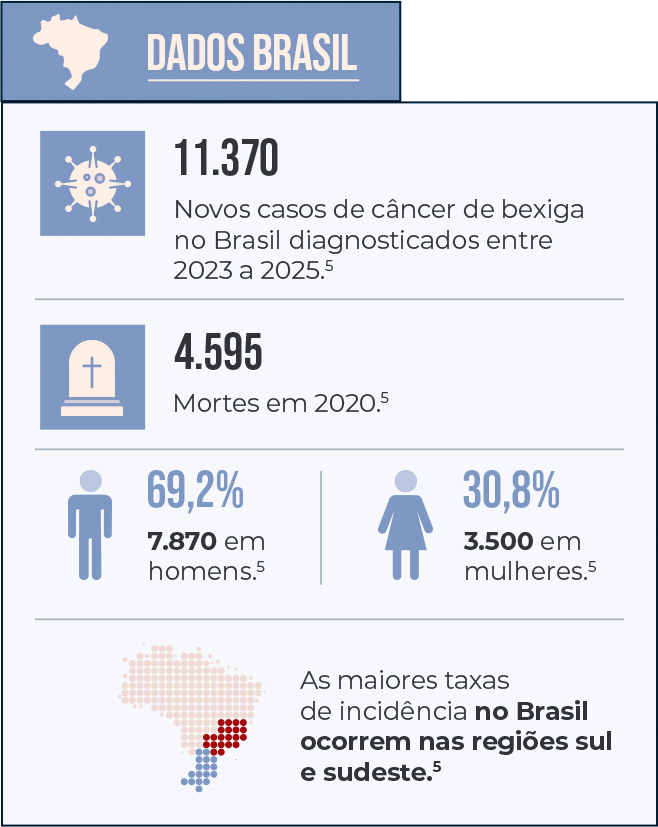 DADOS BRASIL
11.370
Novos casos de câncer de bexiga
no Brasil diagnosticados entre
2023 a 2025.⁵
4.595
Mortes em 2020.⁵
69,2%
7.870 em
homens.⁵
30,8%
3.500 em
mulheres.⁵
As maiores taxas
de incidência no Brasil
ocorrem nas regiões sul
e sudeste.⁵